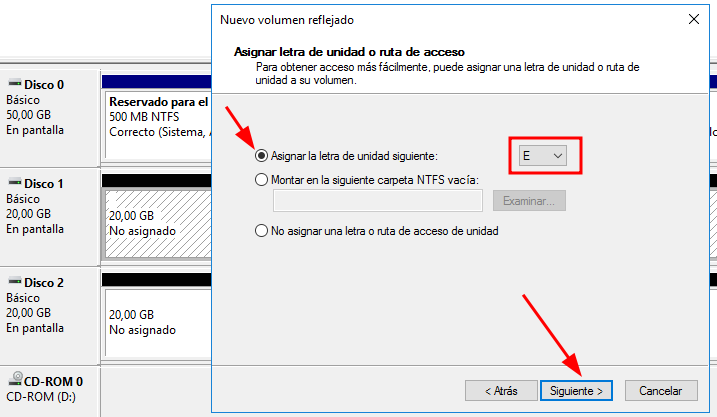 Nuevo volumen reflejado
Asignar letra de unidad o ruta de acceso
Para obtener acceso más fácilmente, puede asignar una letra de unidad o ruta de
unidad a su volumen.
Disco 0
Básico
50,00 GB
En pantalla
Reservado para el
500 MB NTFS
Correcto (Sistema,
Asignar la letra de unidad siguiente:
E
Montar en la siguiente carpeta NTFS vacía:
Examinar...
No asignar una letra o ruta de acceso de unidad
Disco 1
Básico
20,00 GB
En pantalla
20,00 GB
No asignado
Disco 2
Básico
20,00 GB
En pantalla
20,00 GB
No asignado
CD-ROM 0
CD-ROM (D:)
< Atrás
Siguiente >
Cancelar